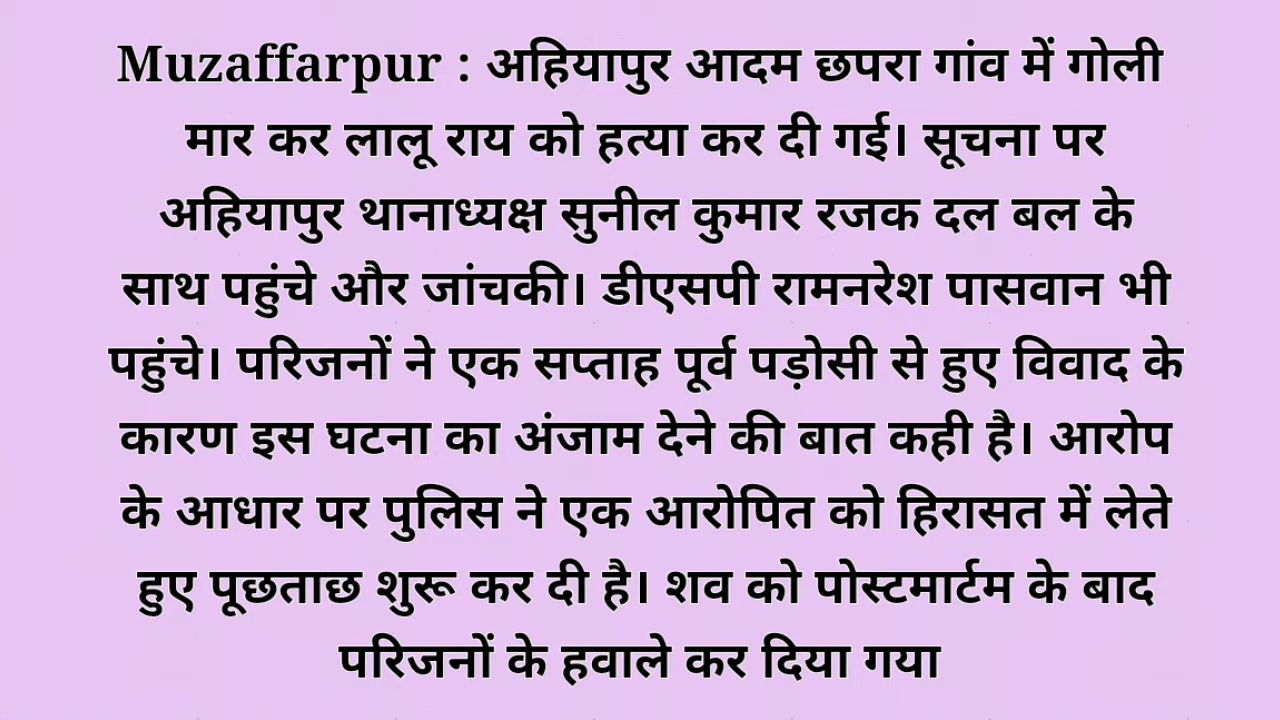 Muzaffarpur : अहियापुर आदम छपरा गांव में गोली
मार कर लालू राय को हत्या कर दी गई। सूचना पर
अहियापुर थानाध्यक्ष सुनील कुमार रजक दल बल के
साथ पहुंचे और जांचकी। डीएसपी रामनरेश पासवान भी
पहुंचे। परिजनों ने एक सप्ताह पूर्व पड़ोसी से हुए विवाद के
कारण इस घटना का अंजाम देने की बात कही है। आरोप
के आधार पर पुलिस ने एक आरोपित को हिरासत में लेते
हुए पूछताछ शुरू कर दी है। शव को पोस्टमार्टम के बाद
परिजनों के हवाले कर दिया गया